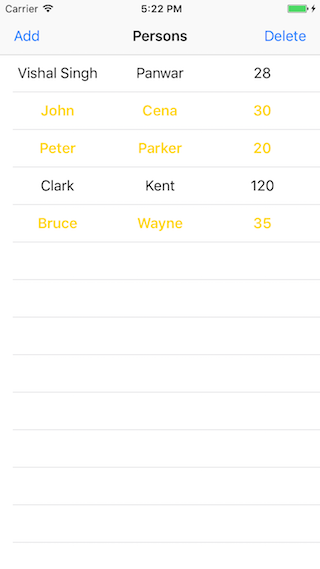 Carrier 5:22 PM
Add Persons Delete
Vishal Singh Panwar 28
John Cena 30
Peter Parker 20
Clark Kent 120
Bruce Wayne 35